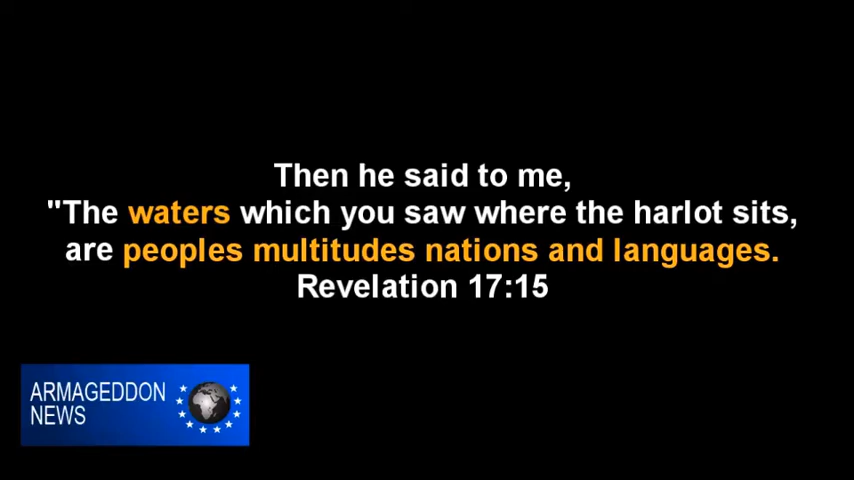 Then he said to me,
"The waters which you saw where the harlot sits,
are peoples multitudes nations and languages.
Revelation 17:15
ARMAGEDDON
NEWS